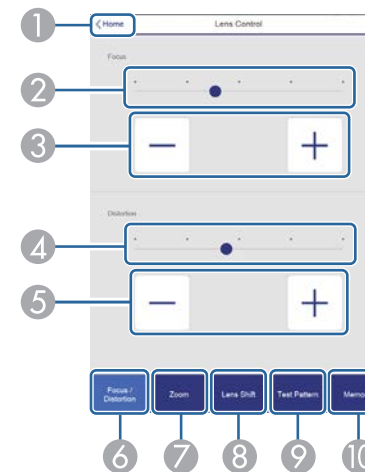 1
< Home
Lens Control
Focus
2
3
− +
Distortion
4
5
− +
Focus /
Distortion
Zoom
Lens Shift
Test Pattern
6
7
8
9
10